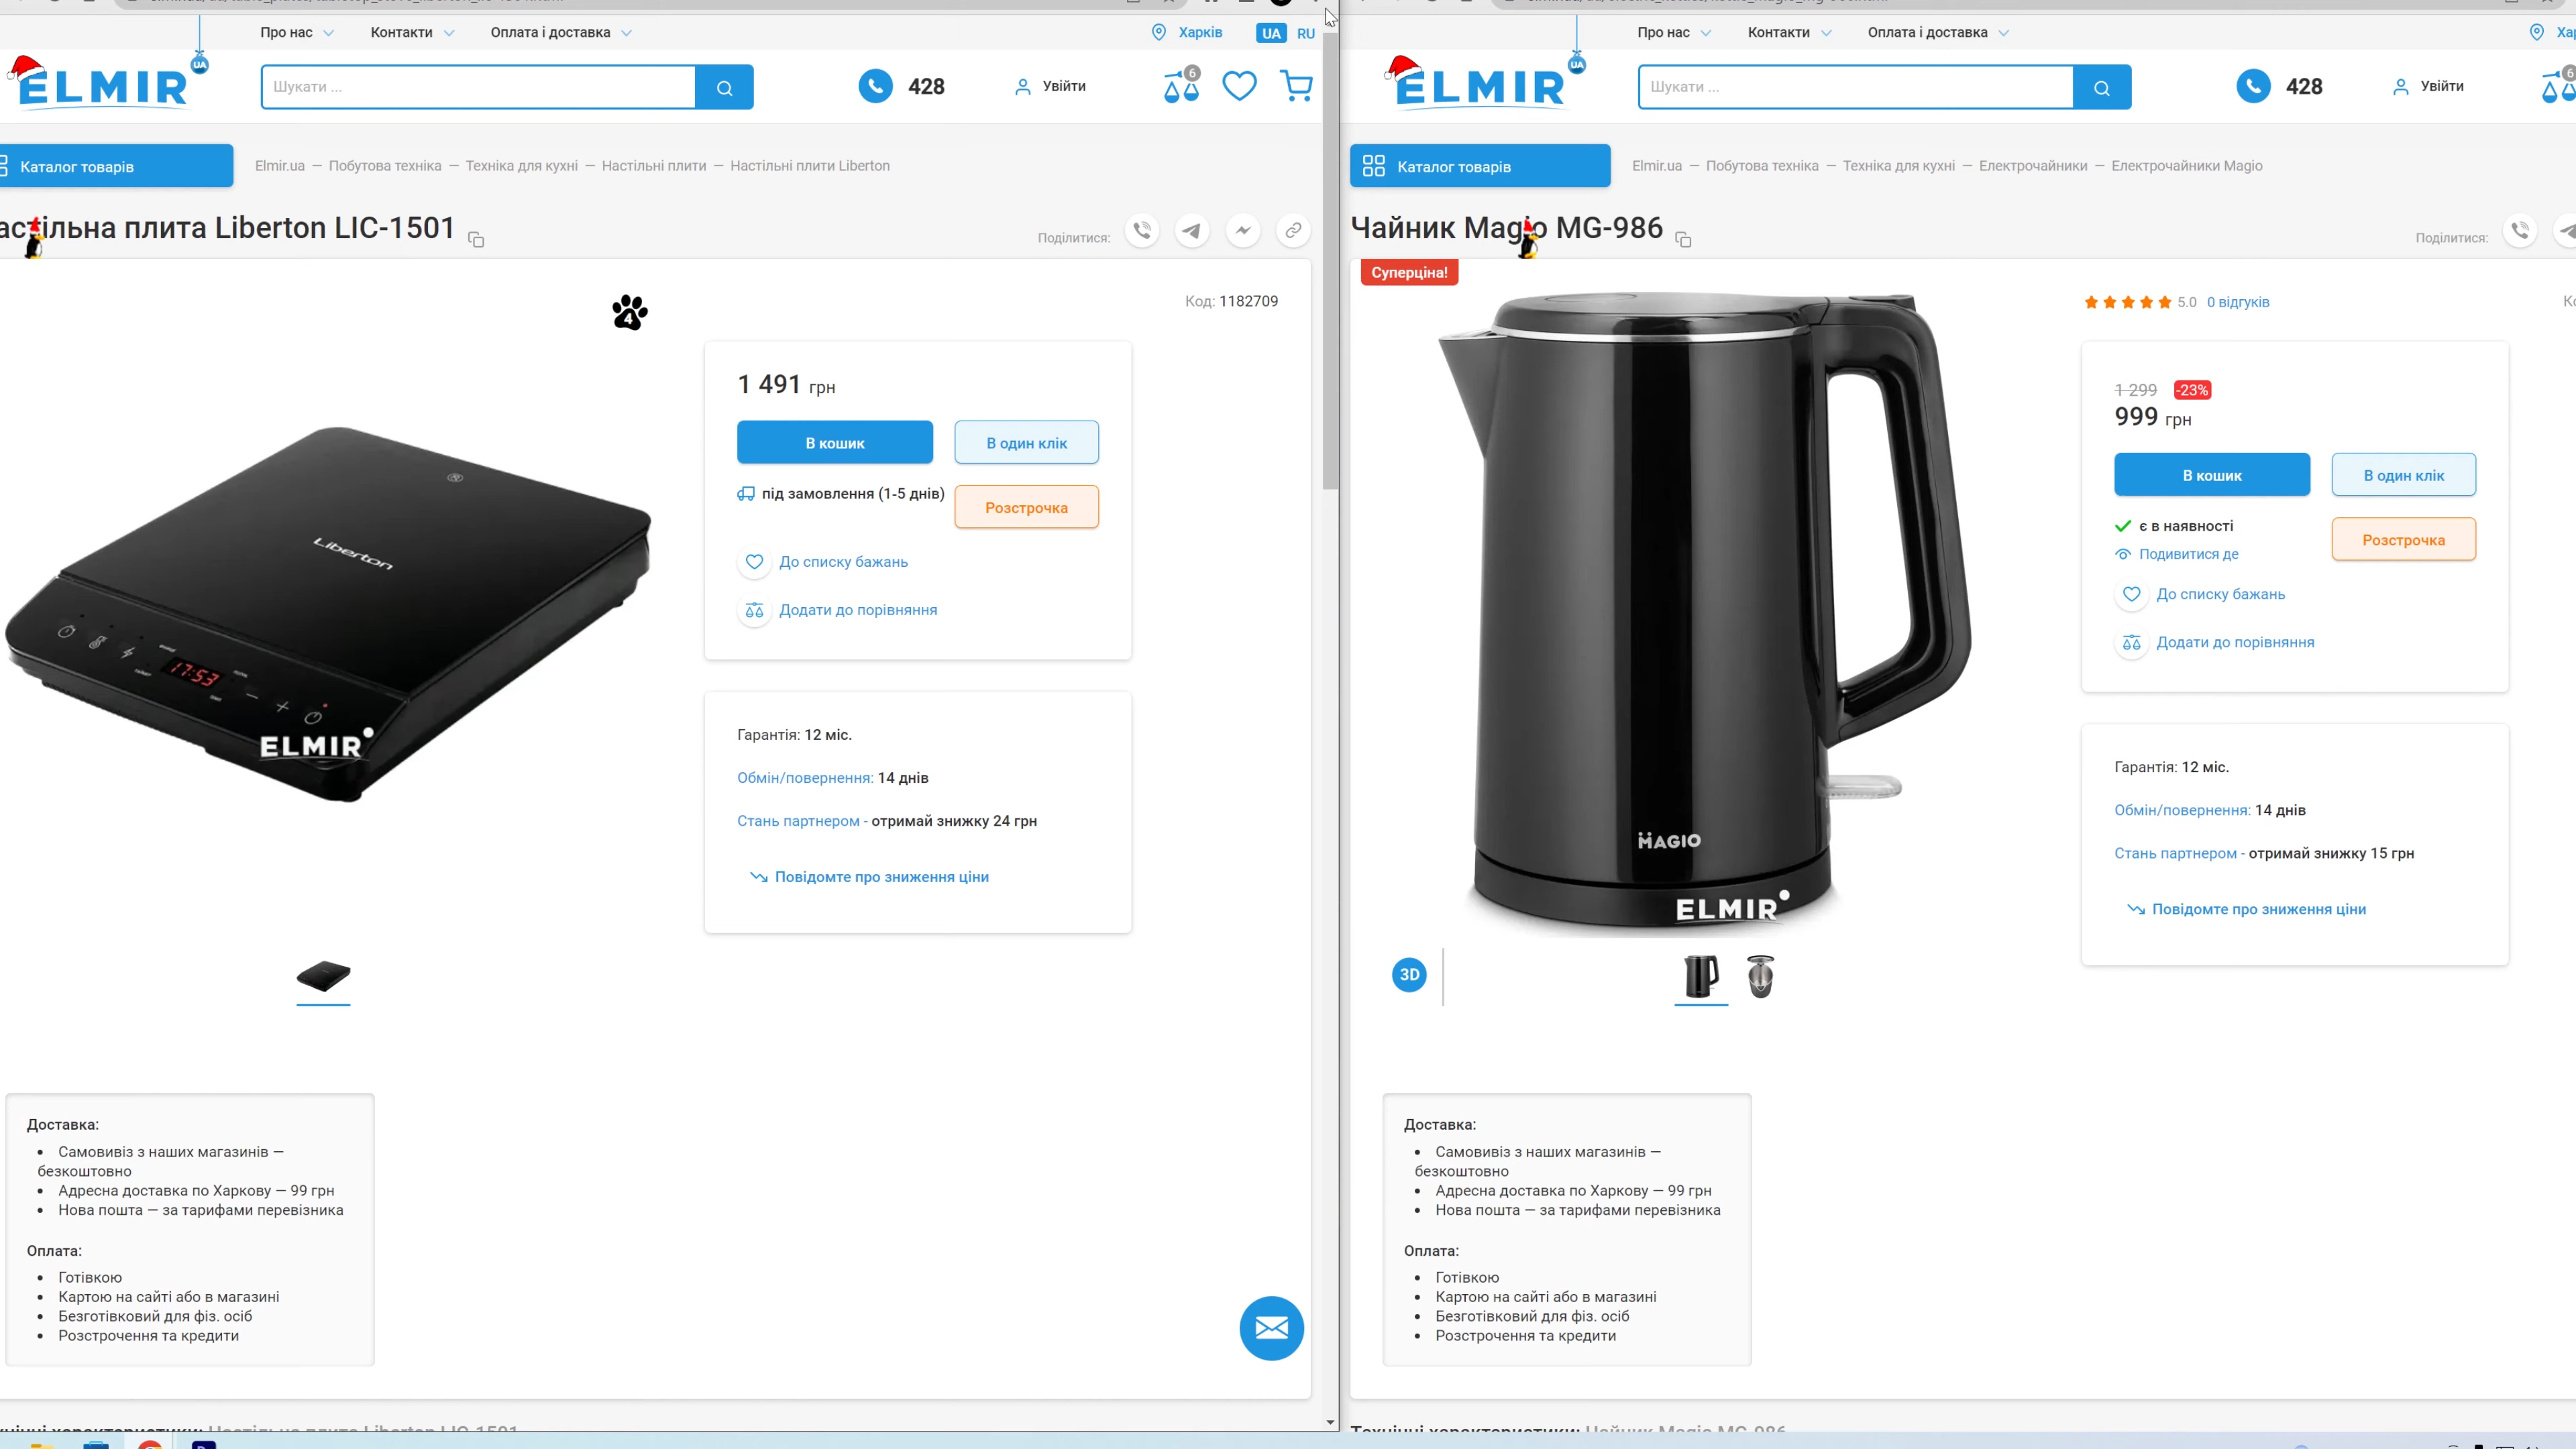 Про нас
Контакти
Оплата і доставка
Харків
UA
RU
ELMIR
UA
Шукати ...
428
Увійти
6
Каталог товарів
Elmir.ua — Побутова техніка — Техніка для кухні — Настільні плити — Настільні плити Liberton
астільна плита Liberton LIC-1501
Поділитися:
4
Код: 1182709
1 491 грн
В кошик
В один клік
під замовлення (1-5 днів)
Розстрочка
До списку бажань
Додати до порівняння
Liberton
17:53
ELMIR
Гарантія: 12 міс.
Обмін/повернення: 14 днів
Стань партнером - отримай знижку 24 грн
Повідомте про зниження ціни
Доставка:
• Самовивіз з наших магазинів —
безкоштовно
• Адресна доставка по Харкову — 99 грн
• Нова пошта — за тарифами перевізника
Оплата:
• Готівкою
• Картою на сайті або в магазині
• Безготівковий для фіз. осіб
• Розстрочення та кредити
Про нас
Контакти
Оплата і доставка
Хар
ELMIR
UA
Шукати ...
428
Увійти
6
Каталог товарів
Elmir.ua — Побутова техніка — Техніка для кухні — Електрочайники — Електрочайники Magio
Чайник Magio MG-986
Поділитися:
Суперціна!
5.0 0 відгуків
1 299 -23%
999 грн
В кошик
В один клік
є в наявності
Подивитися де
Розстрочка
До списку бажань
Додати до порівняння
MAGIO
ELMIR
Гарантія: 12 міс.
Обмін/повернення: 14 днів
Стань партнером - отримай знижку 15 грн
Повідомте про зниження ціни
3D
Доставка:
• Самовивіз з наших магазинів —
безкоштовно
• Адресна доставка по Харкову — 99 грн
• Нова пошта — за тарифами перевізника
Оплата:
• Готівкою
• Картою на сайті або в магазині
• Безготівковий для фіз. осіб
• Розстрочення та кредити